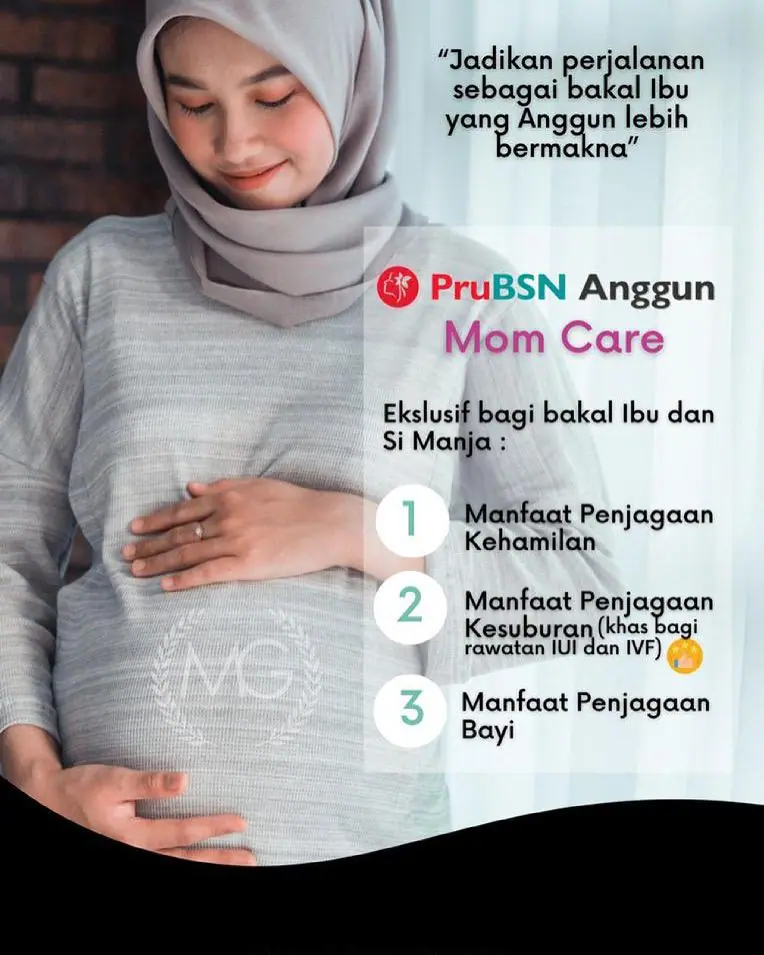 “Jadikan perjalanan
sebagai bakal Ibu
yang Anggun lebih
bermakna”
PruBSN Anggun
Mom Care
Ekslusif bagi bakal Ibu dan
Si Manja :
1 Manfaat Penjagaan
Kehamilan
2 Manfaat Penjagaan
Kesuburan (khas bagi
rawatan IUI dan IVF)
3 Manfaat Penjagaan
Bayi
MG